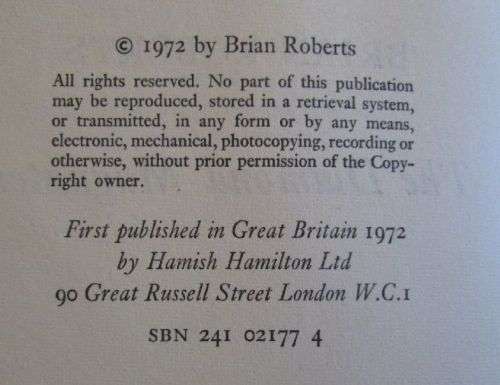 © 1972 by Brian Roberts
All rights reserved. No part of this publication
may be reproduced, stored in a retrieval system,
or transmitted, in any form or by any means,
electronic, mechanical, photocopying, recording or
otherwise, without prior permission of the Copy-
right owner.
First published in Great Britain 1972
by Hamish Hamilton Ltd
90 Great Russell Street London W.C.1
SBN 241 02177 4